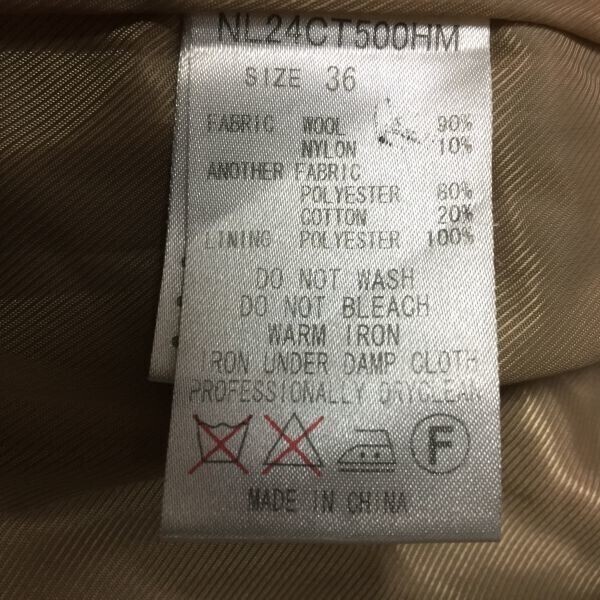 NL24CT500HM
SIZE 36
FABRIC WOOL 90%
NYLON 10%
ANOTHER FABRIC
POLYESTER 80%
COTTON 20%
LINING POLYESTER 100%
DO NOT WASH
DO NOT BLEACH
WARM IRON
IRON UNDER DAMP CLOTH
PROFESSIONALLY DRYCLEAN
F
MADE IN CHINA